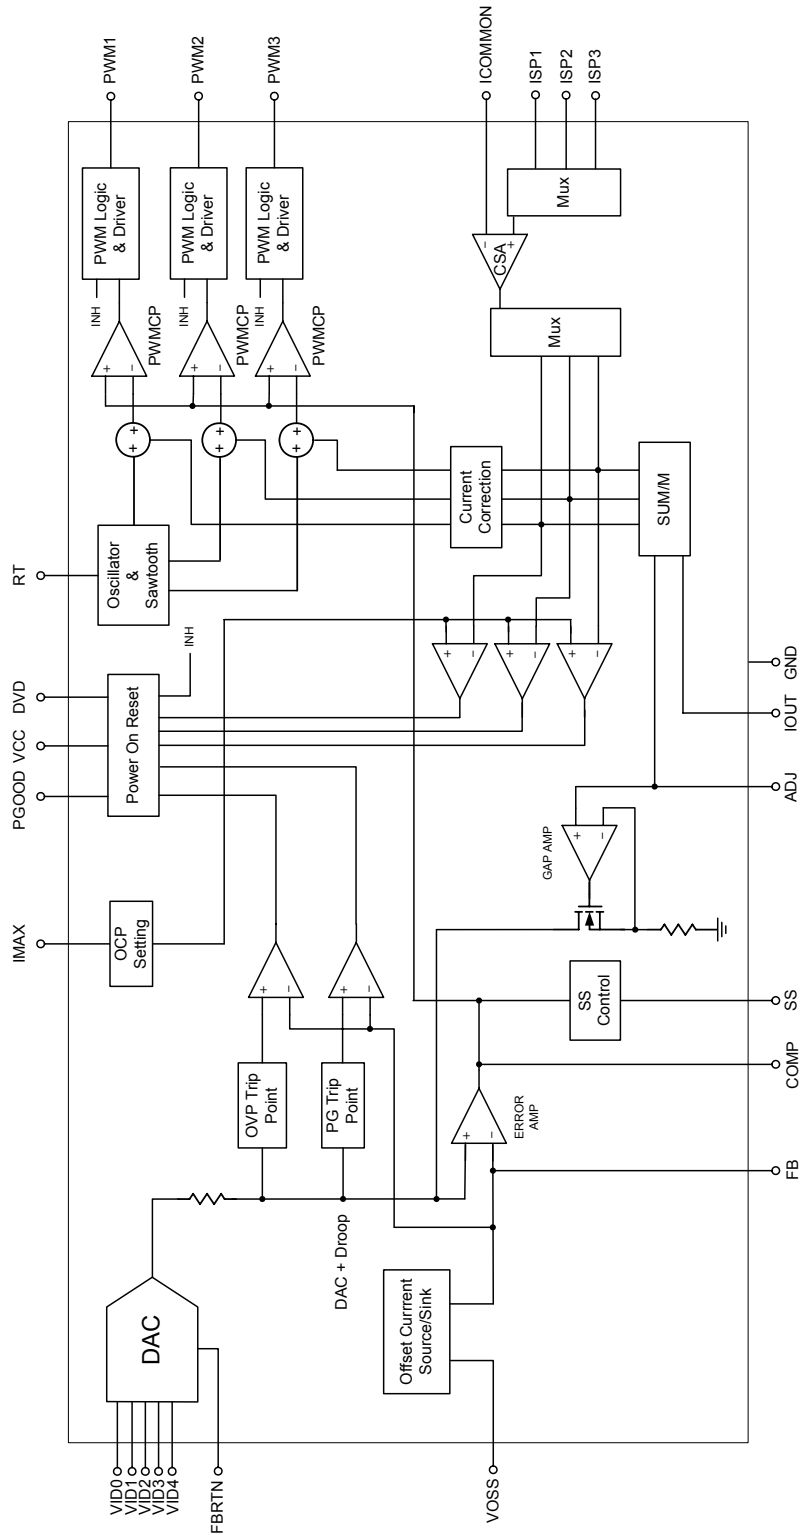 PWM1
PWM2
PWM3
ICOMMON
ISP1
ISP2
ISP3
PWM Logic
& Driver
PWM Logic
& Driver
PWM Logic
& Driver
INH
INH
INH
PWMCP
PWMCP
PWMCP
+
−
+
−
+
−
+
+
+
+
+
+
Mux
CSA
−
+
Mux
Current
Correction
SUM/M
Oscillator
&
Sawtooth
RT
DVD
VCC
PGOOD
IMAX
INH
Power On Reset
OCP
Setting
+
−
+
−
+
−
GND
IOUT
ADJ
GAP AMP
+
−
+
−
+
−
SS
Control
SS
COMP
FB
OVP Trip
Point
PG Trip
Point
+
−
ERROR
AMP
DAC + Droop
DAC
Offset Currrent
Source/Sink
VID0
VID1
VID2
VID3
VID4
FBRTN
VOSS